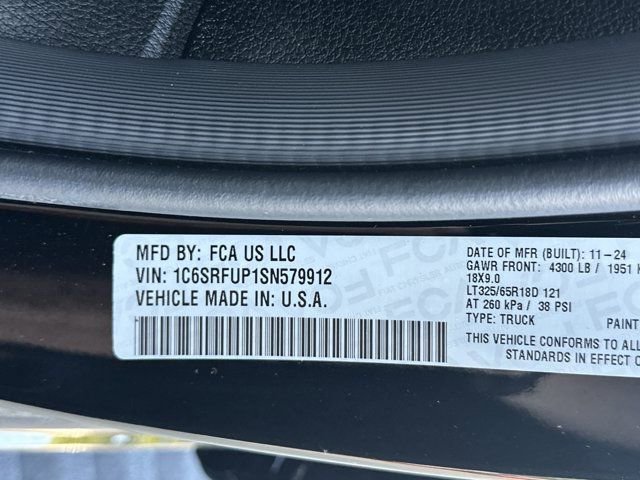 MFD BY: FCA US LLC
VIN: 1C6SRFUP1SN579912
VEHICLE MADE IN: U.S.A.
DATE OF MFR (BUILT): 11-24
GAWR FRONT: 4300 LB / 1951
18X9.0
LT325/65R18D 121
AT 260 kPa / 38 PSI
TYPE: TRUCK PAINT
THIS VEHICLE CONFORMS TO ALL
STANDARDS IN EFFECT